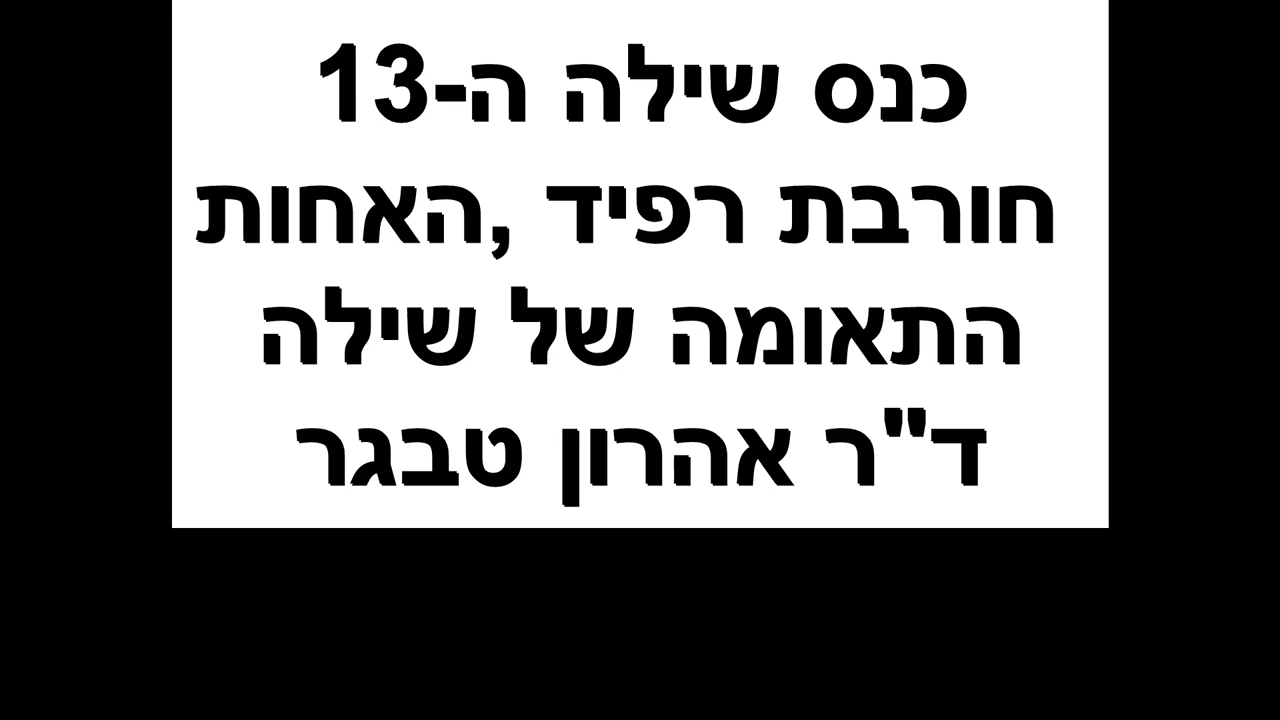 כנס שילה ה-13
חורבת רפיד ,האחות
התאומה של שילה
ד"ר אהרון טבגר